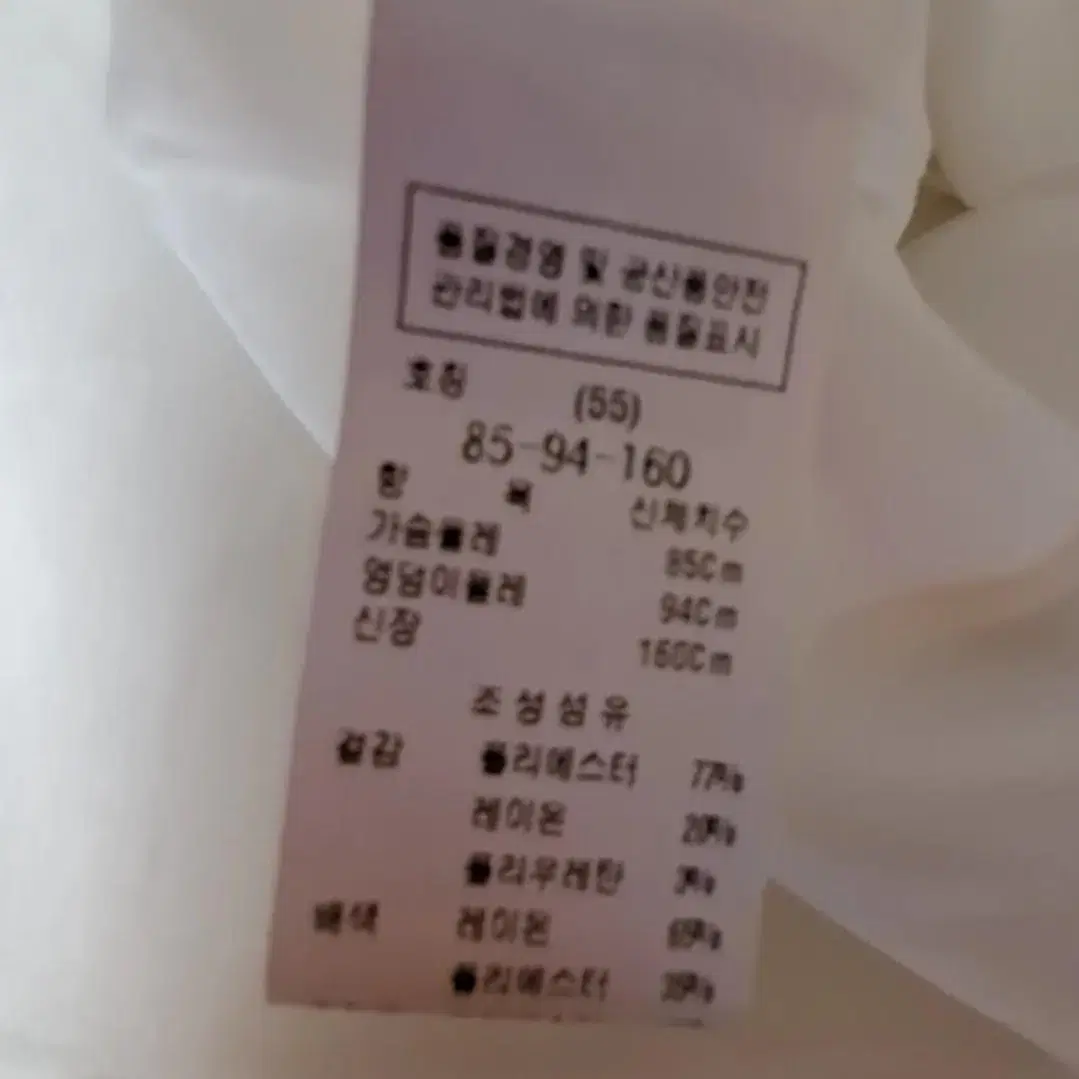 품질경영 및 공산품안전
관리법에 의한 품질표시
호칭 (55)
85-94-160
항 목 신체치수
가슴둘레 85Cm
엉덩이둘레 94Cm
신장 160Cm
조성섬유
겉감 폴리에스터 77%
레이온 20%
폴리우레탄 3%
배색 레이온
폴리에스터